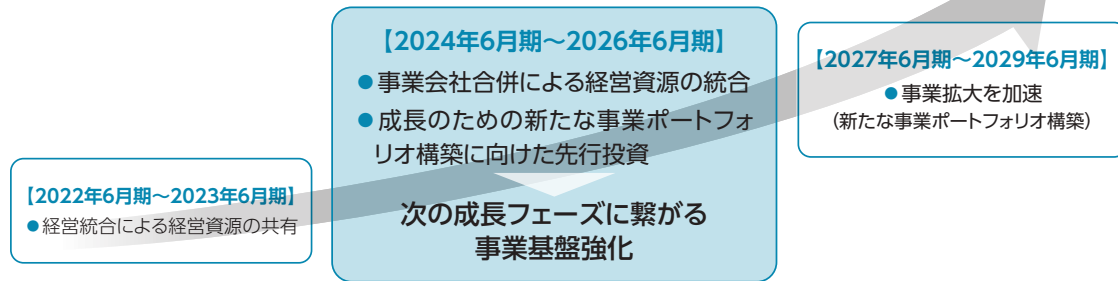 【2022年6月期～2023年6月期】
●経営統合による経営資源の共有
【2024年6月期～2026年6月期】
●事業会社合併による経営資源の統合
●成長のための新たな事業ポートフォ
リオ構築に向けた先行投資
次の成長フェーズに繋がる
事業基盤強化
【2027年6月期～2029年6月期】
●事業拡大を加速
（新たな事業ポートフォリオ構築）